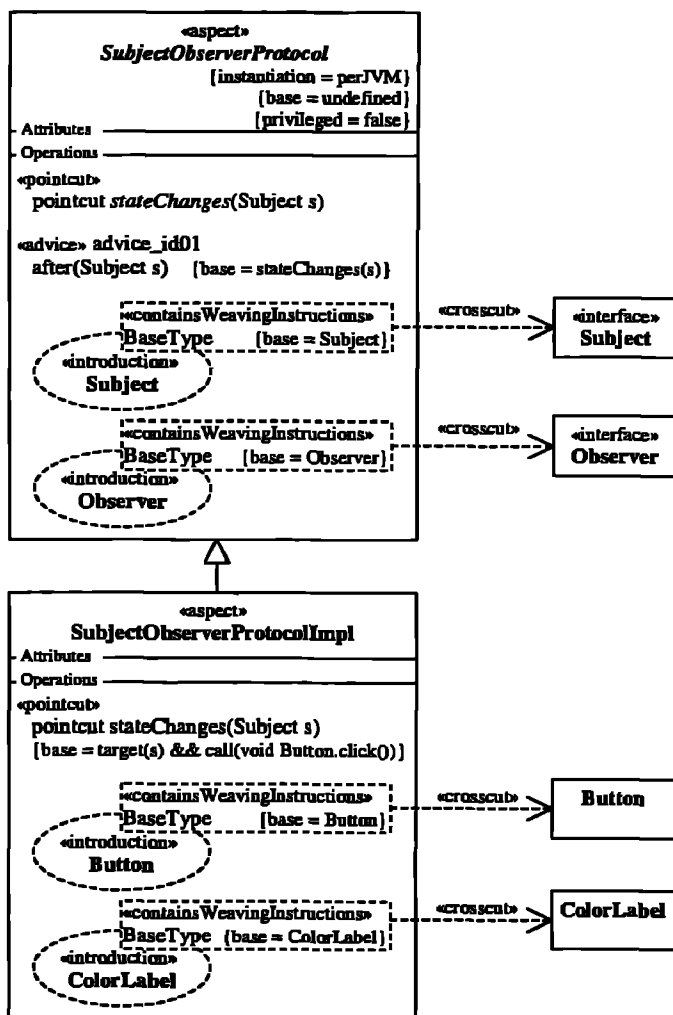 «aspect»
SubjectObserverProtocol
{instantiation = perJVM}
{base = undefined}
{privileged = false}
Attributes
Operations
«pointcut»
pointcut stateChanges(Subject s)
«advice» advice_id01
after(Subject s) {base = stateChanges(s)}
«containsWeavingInstructions»
BaseType {base = Subject}
«introduction»
Subject
«crosscut»
«interface»
Subject
«containsWeavingInstructions»
BaseType {base = Observer}
«introduction»
Observer
«crosscut»
«interface»
Observer
«aspect»
SubjectObserverProtocolImpl
Attributes
Operations
«pointcut»
pointcut stateChanges(Subject s)
{base = target(s) && call(void Button.click())}
«containsWeavingInstructions»
BaseType {base = Button}
«introduction»
Button
«crosscut»
Button
«containsWeavingInstructions»
BaseType {base = ColorLabel}
«introduction»
ColorLabel
«crosscut»
ColorLabel